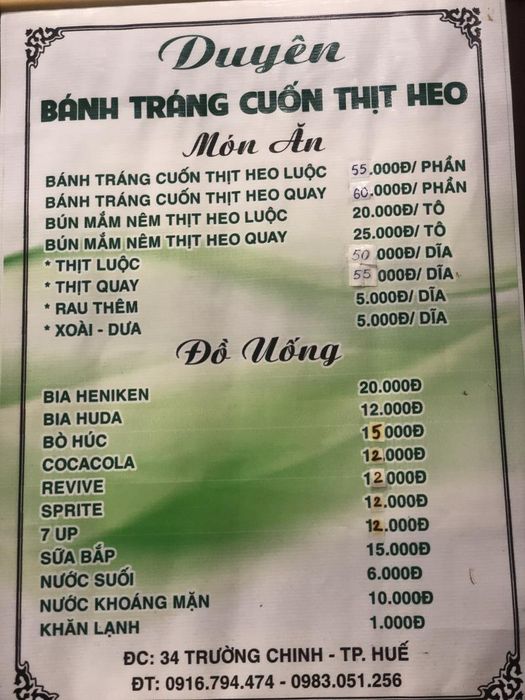 Duyên
BÁNH TRÁNG CUỐN THỊT HEO
Món Ăn
BÁNH TRÁNG CUỐN THỊT HEO LUỘC 55.000Đ/ PHẦN
BÁNH TRÁNG CUỐN THỊT HEO QUAY 60.000Đ/ PHẦN
BÚN MẮM NÊM THỊT HEO LUỘC 20.000Đ/ TÔ
BÚN MẮM NÊM THỊT HEO QUAY 25.000Đ/ TÔ
* THỊT LUỘC 50 000Đ/ DĨA
* THỊT QUAY 55 000Đ/ DĨA
* RAU THÊM 5.000Đ/ DĨA
* XOÀI - DƯA 5.000Đ/ DĨA
Đồ Uống
BIA HENIKEN 20.000Đ
BIA HUDA 12.000Đ
BÒ HÚC 15000Đ
COCACOLA 12.000Đ
REVIVE 12000Đ
SPRITE 12.000Đ
7 UP 12.000Đ
SỮA BẮP 15.000Đ
NƯỚC SUỐI 6.000Đ
NƯỚC KHOÁNG MẶN 10.000Đ
KHĂN LẠNH 1.000Đ
ĐC: 34 TRƯỜNG CHINH - TP. HUẾ
ĐT: 0916.794.474 - 0983.051.256